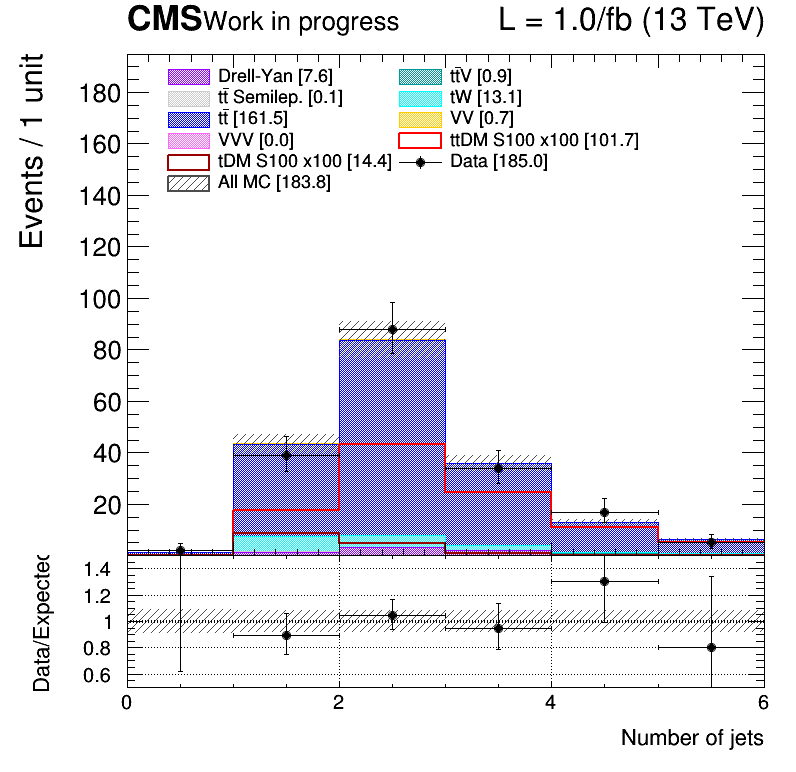 CMS Work in progress L = 1.0/fb (13 TeV)
Drell-Yan [7.6] tt̄V [0.9]
tt̄ Semilep. [0.1] tW [13.1]
tt̄ [161.5] VV [0.7]
VVV [0.0] ttDM S100 x100 [101.7]
tDM S100 x100 [14.4] Data [185.0]
All MC [183.8]
Events / 1 unit
180
160
140
120
100
80
60
40
20
Data/Expected
1.4
1.2
1
0.8
0.6
0 2 4 6
Number of jets